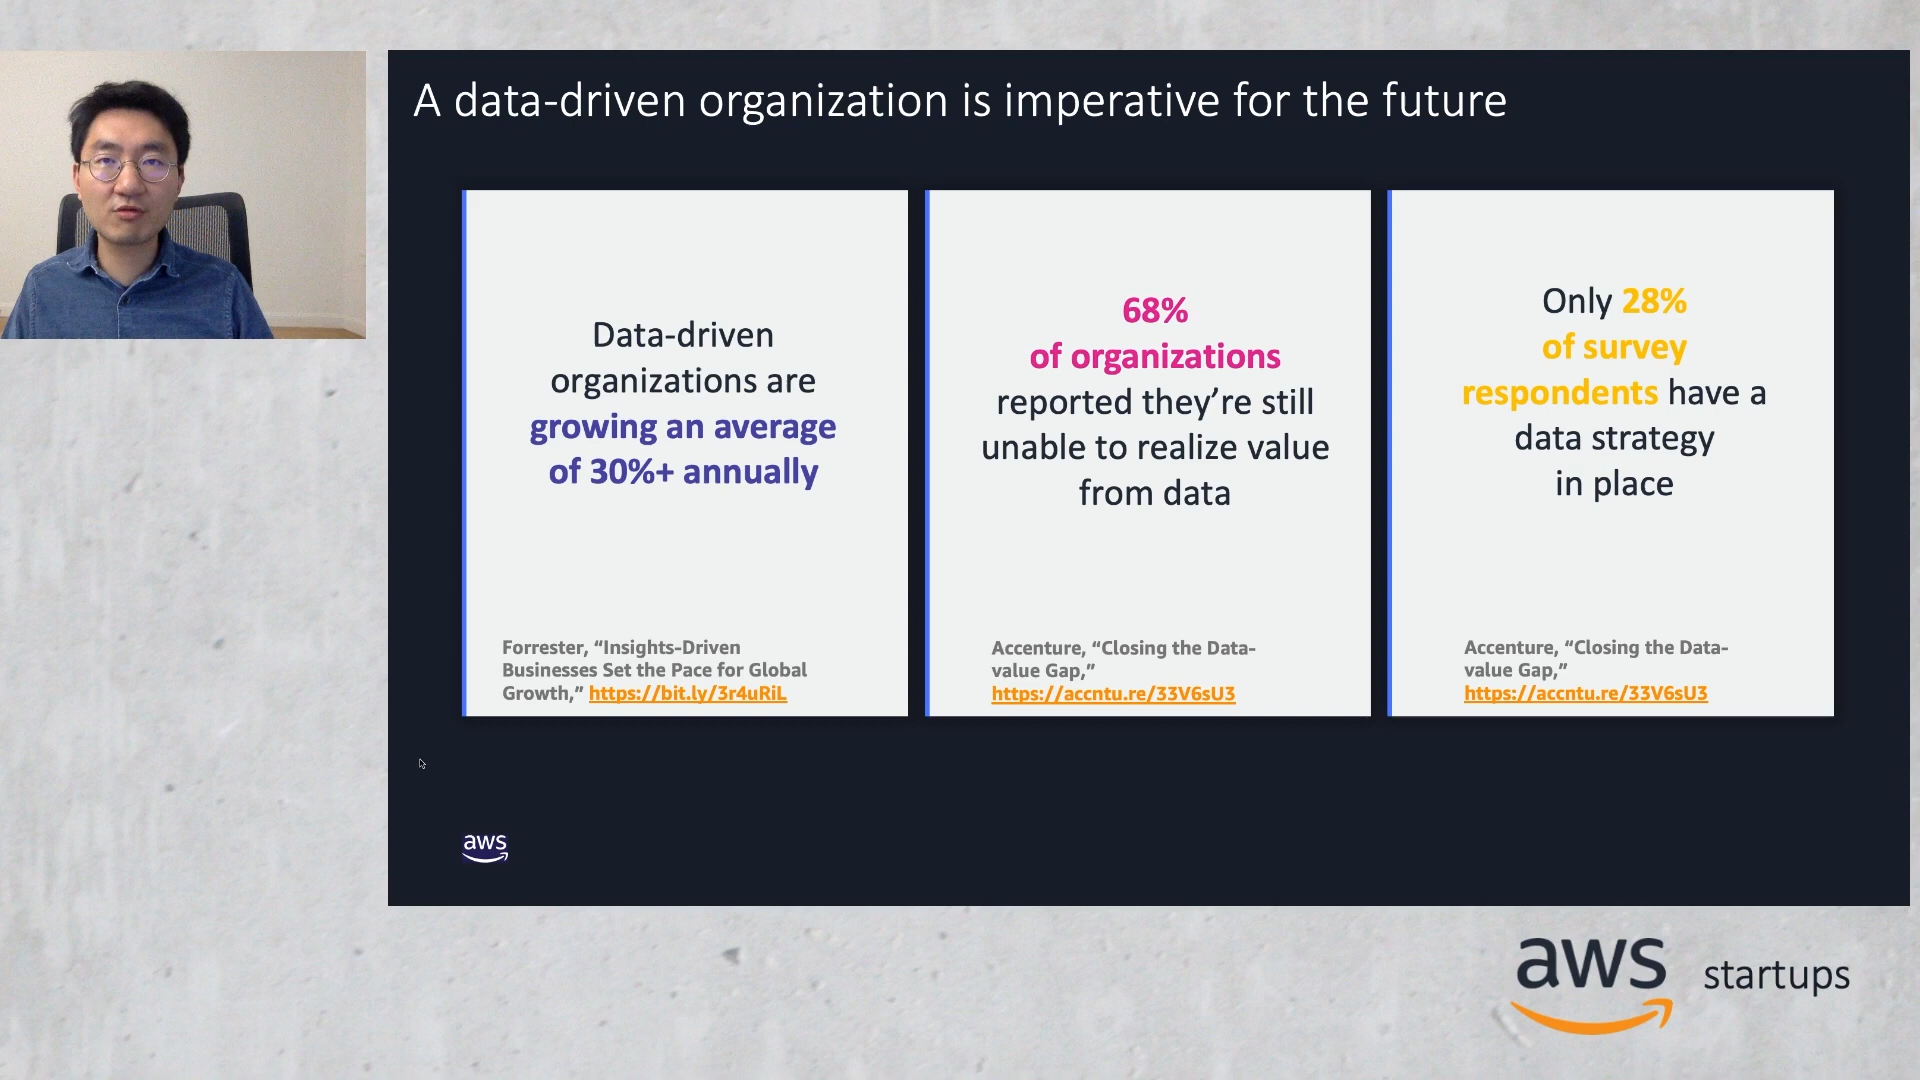 A data-driven organization is imperative for the future
Data-driven
organizations are
growing an average
of 30%+ annually
Forrester, “Insights-Driven
Businesses Set the Pace for Global
Growth,” https://bit.ly/3r4uRiL
68%
of organizations
reported they’re still
unable to realize value
from data
Accenture, “Closing the Data-
value Gap,”
https://accntu.re/33V6sU3
Only 28%
of survey
respondents have a
data strategy
in place
Accenture, “Closing the Data-
value Gap,”
https://accntu.re/33V6sU3
aws
aws startups